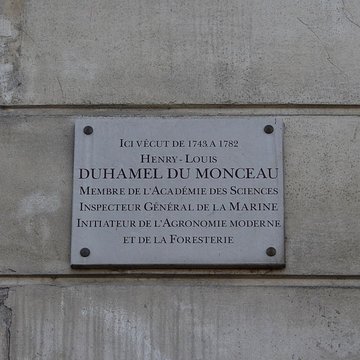 ICI VÉCUT DE 1743 A 1782
HENRY-LOUIS
DUHAMEL DU MONCEAU
MEMBRE DE L'ACADÉMIE DES SCIENCES
INSPECTEUR GÉNÉRAL DE LA MARINE
INITIATEUR DE L'AGRONOMIE MODERNE
ET DE LA FORESTERIE